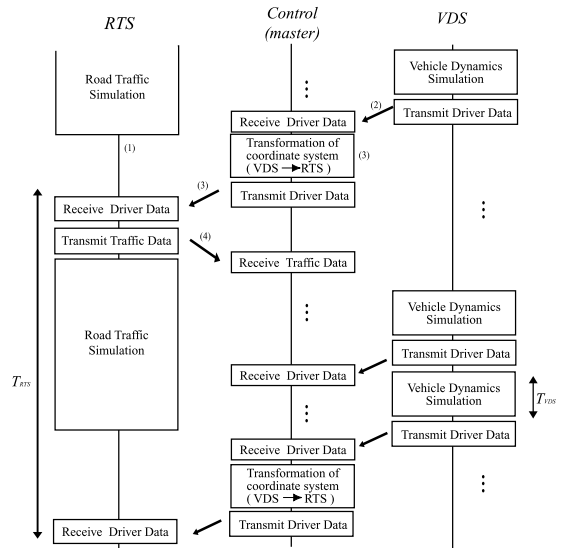 RTS
Control
(master)
VDS
Road Traffic
Simulation
(1)
Receive Driver Data
Transmit Traffic Data
Road Traffic
Simulation
Receive Driver Data
T RTS
Receive Driver Data
Transformation of
coordinate system
( VDS → RTS )
(3)
Transmit Driver Data
(3)
(4)
Receive Traffic Data
Receive Driver Data
Receive Driver Data
Transformation of
coordinate system
( VDS → RTS )
Transmit Driver Data
Vehicle Dynamics
Simulation
(2)
Transmit Driver Data
Vehicle Dynamics
Simulation
Transmit Driver Data
Vehicle Dynamics
Simulation
T VDS
Transmit Driver Data